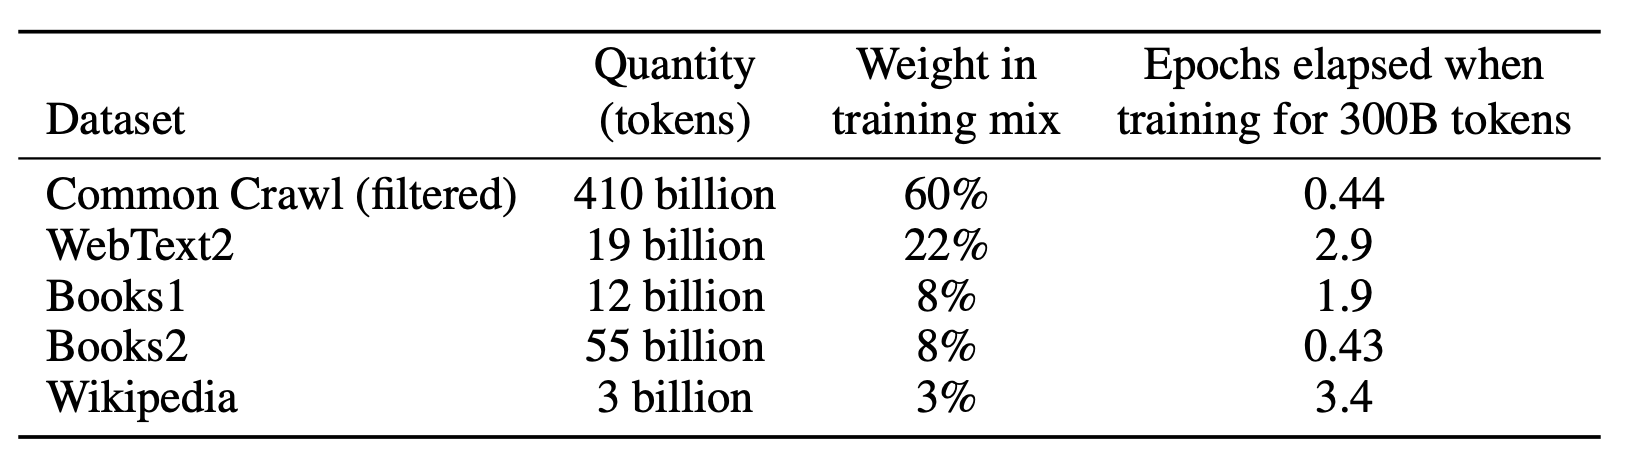 Dataset Quantity (tokens) Weight in training mix Epochs elapsed when training for 300B tokens
Common Crawl (filtered) 410 billion 60% 0.44
WebText2 19 billion 22% 2.9
Books1 12 billion 8% 1.9
Books2 55 billion 8% 0.43
Wikipedia 3 billion 3% 3.4